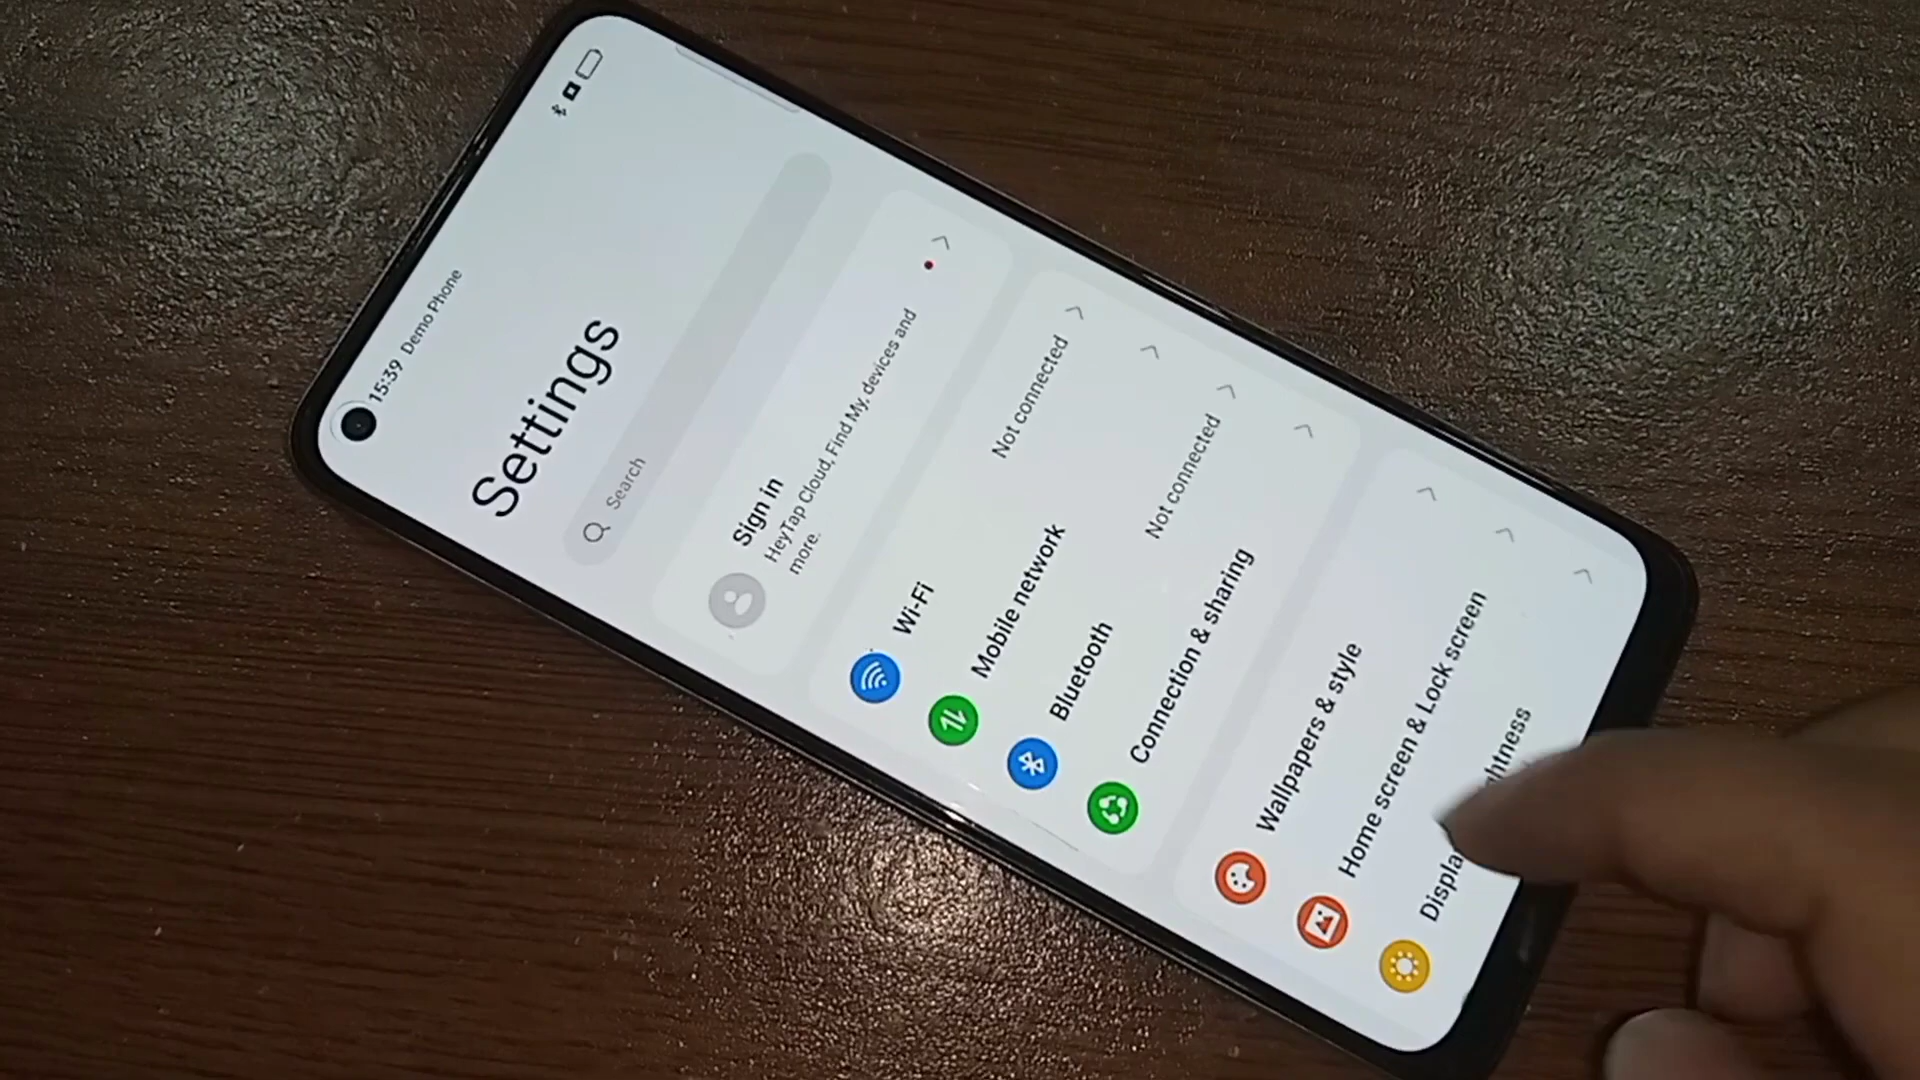 15:39 Demo Phone
Settings
Search
Sign in
HeyTap Cloud, Find My, devices and
more.
Wi-Fi Not connected
Mobile network
Bluetooth Not connected
Connection & sharing
Wallpapers & style
Home screen & Lock screen